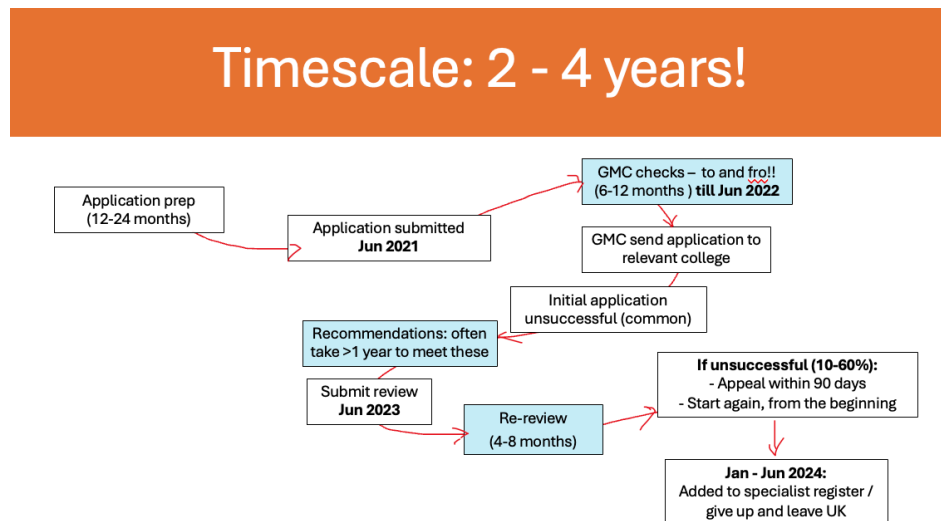 Timescale: 2 - 4 years!
Application prep
(12-24 months)
Application submitted
Jun 2021
GMC checks – to and fro!!
(6-12 months ) till Jun 2022
GMC send application to
relevant college
Initial application
unsuccessful (common)
Recommendations: often
take >1 year to meet these
Submit review
Jun 2023
Re-review
(4-8 months)
If unsuccessful (10-60%):
- Appeal within 90 days
- Start again, from the beginning
Jan - Jun 2024:
Added to specialist register /
give up and leave UK